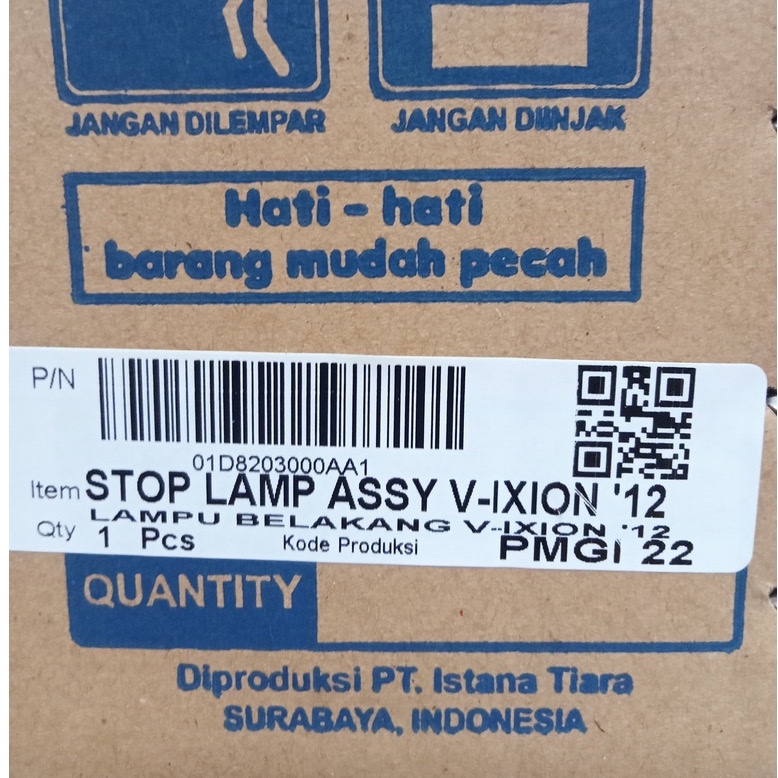 JANGAN DILEMPAR
JANGAN DIINJAK
Hati - hati
barang mudah pecah
P/N
01D8203000AA1
Item STOP LAMP ASSY V-IXION '12
LAMPU BELAKANG V-IXION '12
Qty 1 Pcs Kode Produksi PMGI 22
QUANTITY
Diproduksi PT. Istana Tiara
SURABAYA, INDONESIA